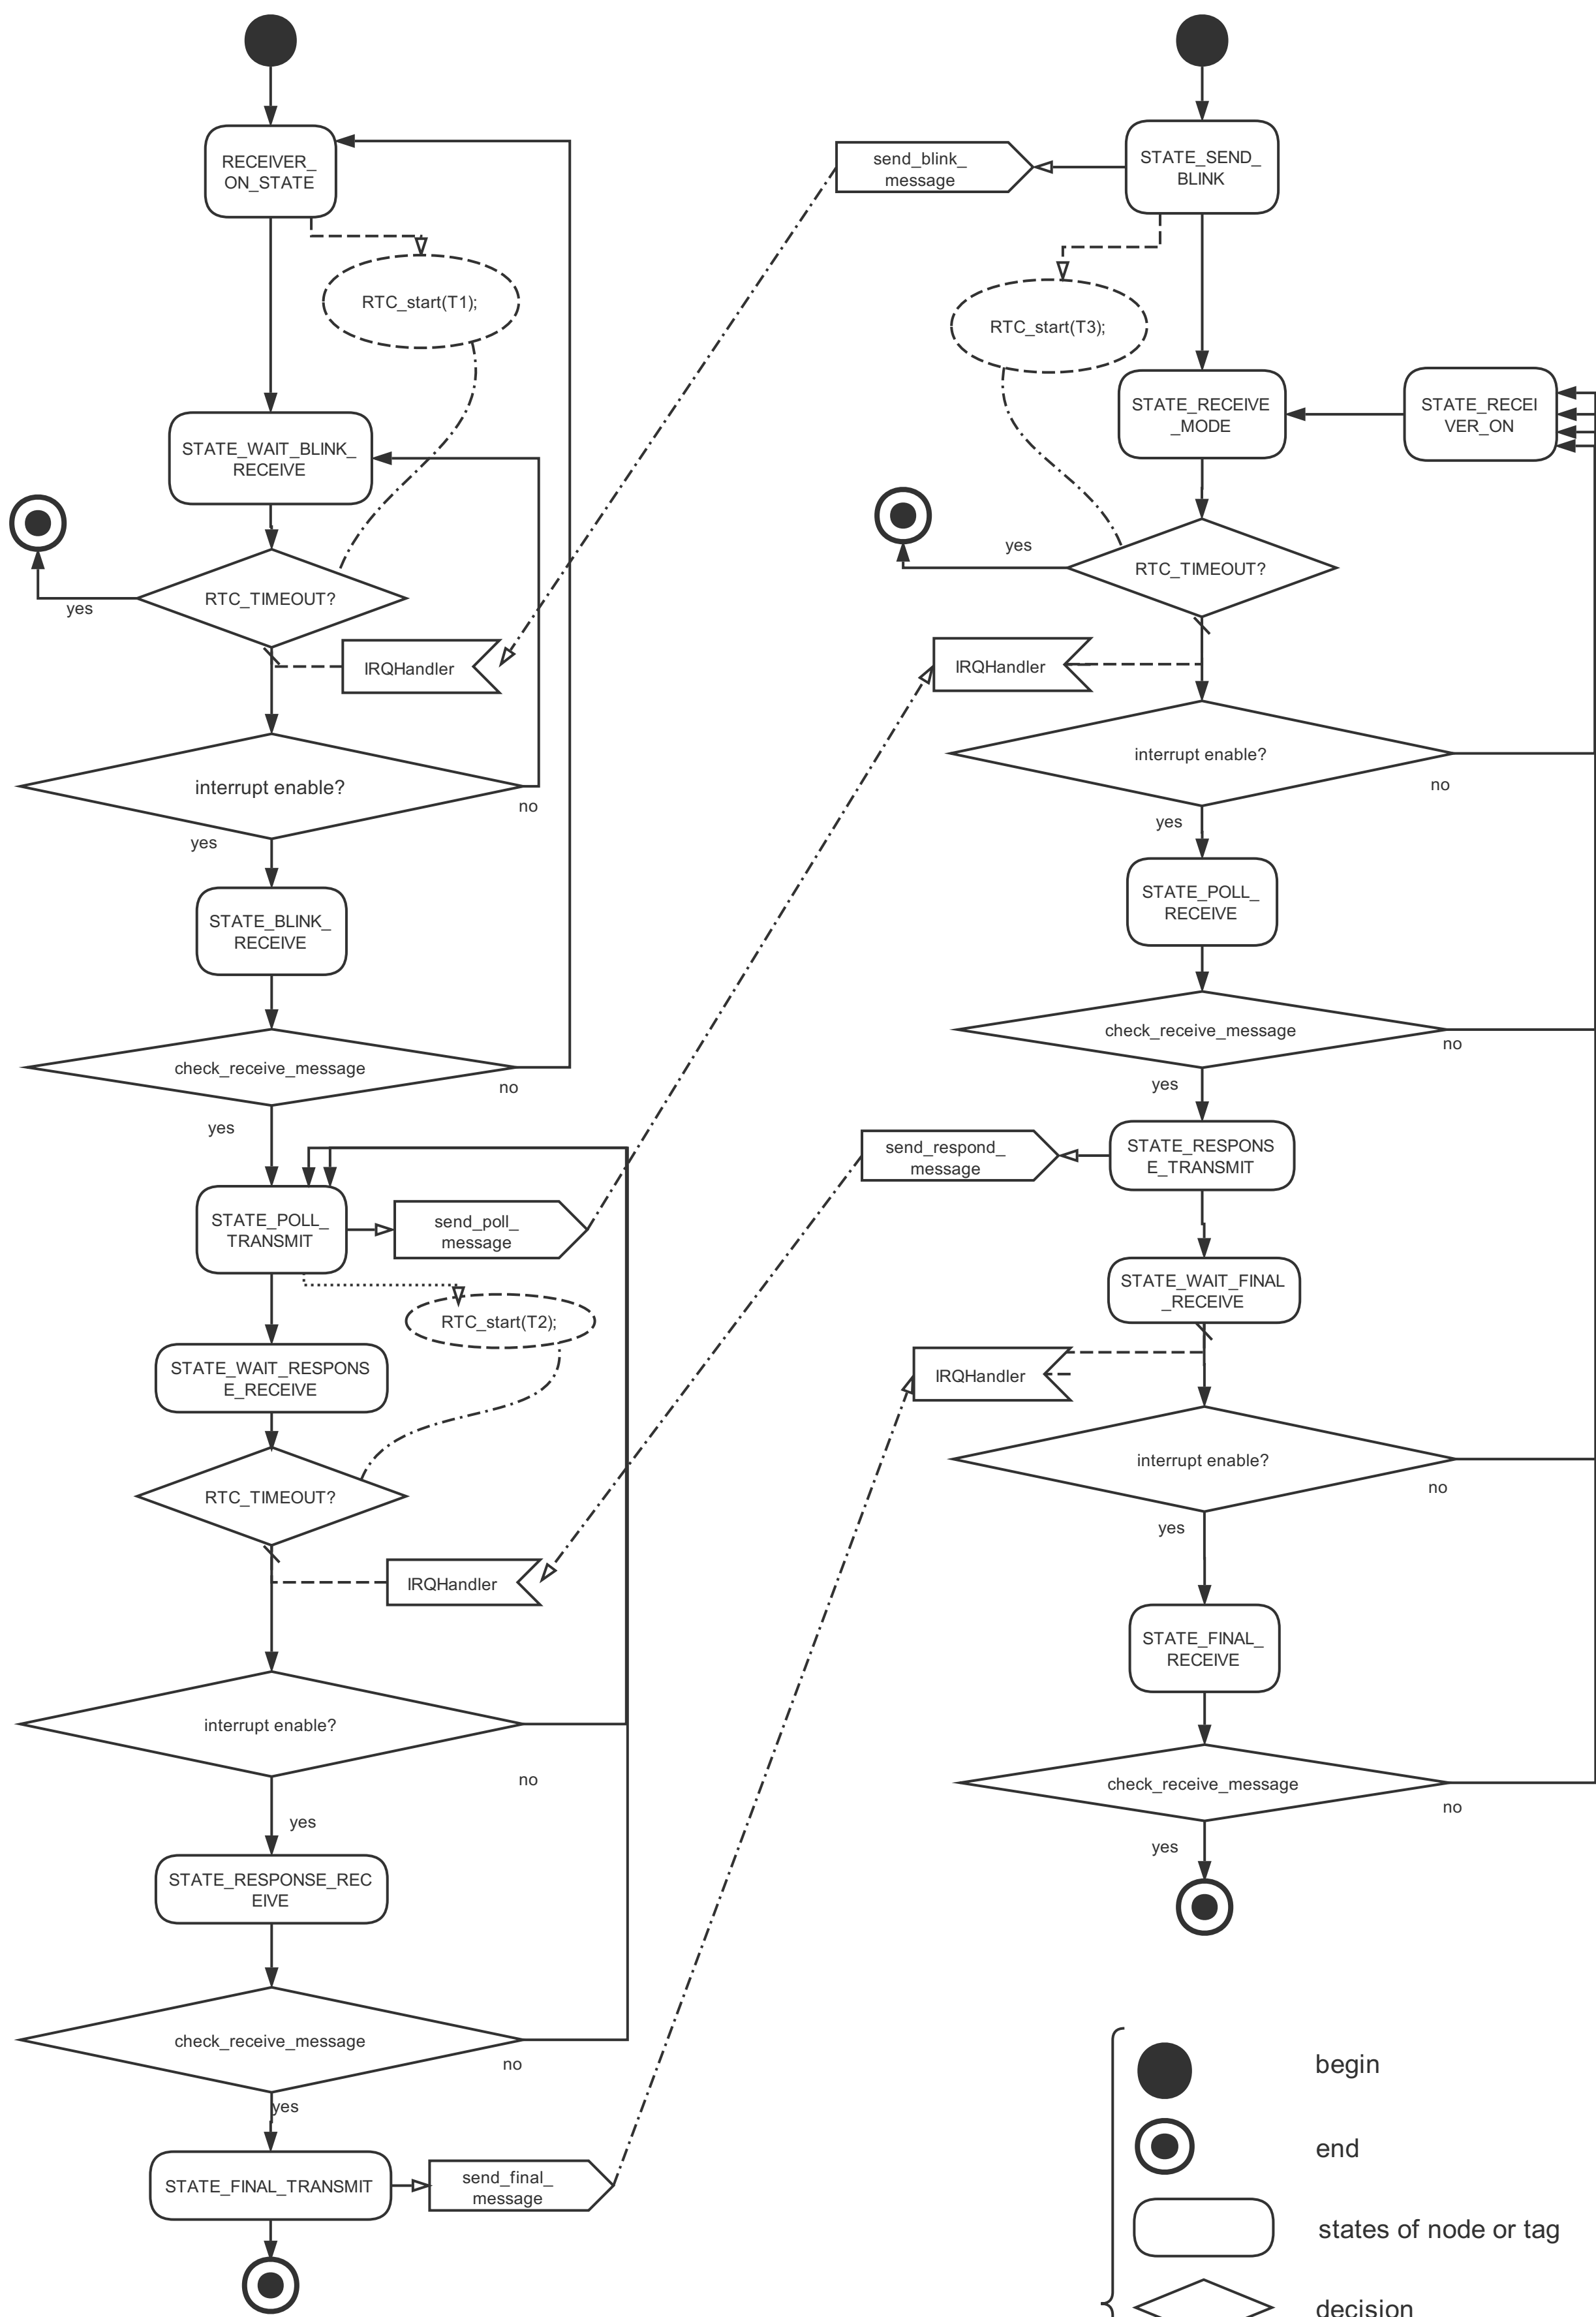 RECEIVER_
ON_STATE
RTC_start(T1);
STATE_WAIT_BLINK_
RECEIVE
RTC_TIMEOUT?
yes
IRQHandler
interrupt enable?
no
yes
STATE_BLINK_
RECEIVE
check_receive_message
no
yes
STATE_POLL_
TRANSMIT
send_poll_
message
RTC_start(T2);
STATE_WAIT_RESPONS
E_RECEIVE
RTC_TIMEOUT?
IRQHandler
interrupt enable?
no
yes
STATE_RESPONSE_REC
EIVE
check_receive_message
no
yes
STATE_FINAL_TRANSMIT
send_final_
message
send_blink_
message
STATE_SEND_
BLINK
RTC_start(T3);
STATE_RECEIVE
_MODE
STATE_RECEI
VER_ON
yes
RTC_TIMEOUT?
IRQHandler
interrupt enable?
no
yes
STATE_POLL_
RECEIVE
check_receive_message
no
yes
send_respond_
message
STATE_RESPONS
E_TRANSMIT
STATE_WAIT_FINAL
_RECEIVE
IRQHandler
interrupt enable?
no
yes
STATE_FINAL_
RECEIVE
check_receive_message
no
yes
begin
end
states of node or tag
decision